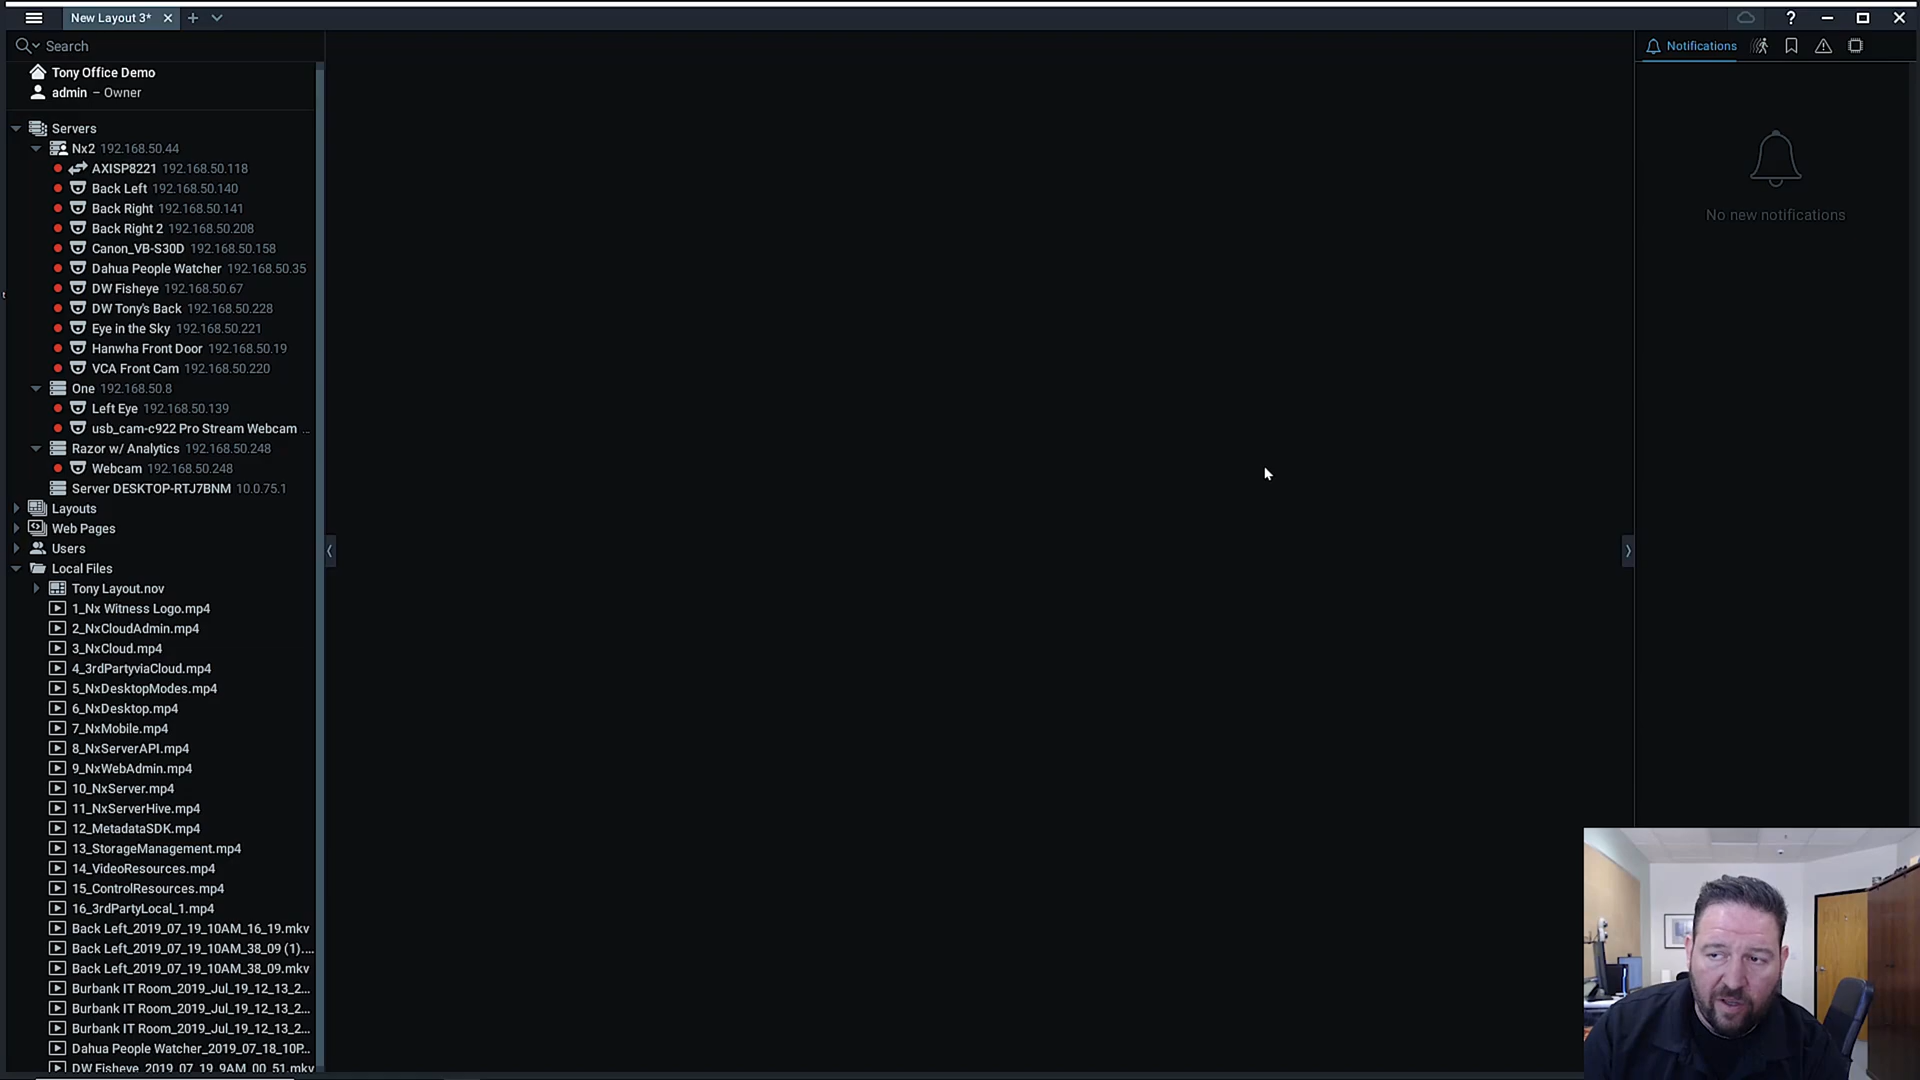 New Layout 3*
Search
Notifications
Tony Office Demo
admin – Owner
Servers
Nx2 192.168.50.44
AXISP8221 192.168.50.118
Back Left 192.168.50.140
Back Right 192.168.50.141
Back Right 2 192.168.50.208
Canon_VB-S30D 192.168.50.158
Dahua People Watcher 192.168.50.35
DW Fisheye 192.168.50.67
DW Tony's Back 192.168.50.228
Eye in the Sky 192.168.50.221
Hanwha Front Door 192.168.50.19
VCA Front Cam 192.168.50.220
One 192.168.50.8
Left Eye 192.168.50.139
usb_cam-c922 Pro Stream Webcam ...
Razor w/ Analytics 192.168.50.248
Webcam 192.168.50.248
Server DESKTOP-RTJ7BNM 10.0.75.1
Layouts
Web Pages
Users
Local Files
Tony Layout.nov
1_Nx Witness Logo.mp4
2_NxCloudAdmin.mp4
3_NxCloud.mp4
4_3rdPartyviaCloud.mp4
5_NxDesktopModes.mp4
6_NxDesktop.mp4
7_NxMobile.mp4
8_NxServerAPI.mp4
9_NxWebAdmin.mp4
10_NxServer.mp4
11_NxServerHive.mp4
12_MetadataSDK.mp4
13_StorageManagement.mp4
14_VideoResources.mp4
15_ControlResources.mp4
16_3rdPartyLocal_1.mp4
Back Left_2019_07_19_10AM_16_19.mkv
Back Left_2019_07_19_10AM_38_09 (1)....
Back Left_2019_07_19_10AM_38_09.mkv
Burbank IT Room_2019_Jul_19_12_13_2...
Burbank IT Room_2019_Jul_19_12_13_2...
Burbank IT Room_2019_Jul_19_12_13_2...
Dahua People Watcher_2019_07_18_10P...
DW Fisheye_2019_07_19_9AM_00_51.mkv
No new notifications